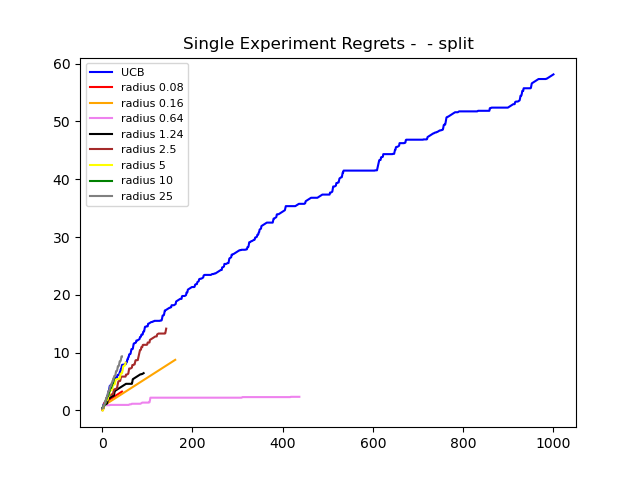 Single Experiment Regrets -  - split
60
50
40
30
20
10
0
UCB
radius 0.08
radius 0.16
radius 0.64
radius 1.24
radius 2.5
radius 5
radius 10
radius 25
0 200 400 600 800 1000